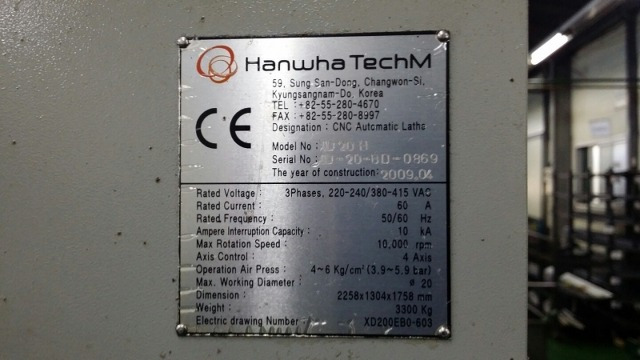 Hanwha TechM
59, Sung San-Dong, Changwon-Si,
Kyungsangnam-Do, Korea
TEL : +82-55-280-4670
FAX : +82-55-280-8997
Designation : CNC Automatic Laths
CE
Model No :
Serial No :
The year of construction : 2009.04
Rated Voltage : 3Phases, 220-240/380-415 VAC
Rated Current : 60 A
Rated Frequency : 50/60 Hz
Ampere Interruption Capacity : 10 kA
Max Rotation Speed : 10,000 rpm
Axis Control : 4 Axis
Operation Air Press : 4~6 Kg/cm² (3.9~5.9 bar)
Max. Working Diameter : ø 20
Dimension : 2258x1304x1758 mm
Weight : 3300 Kg
Electric drawing Number : XD200EB0-603